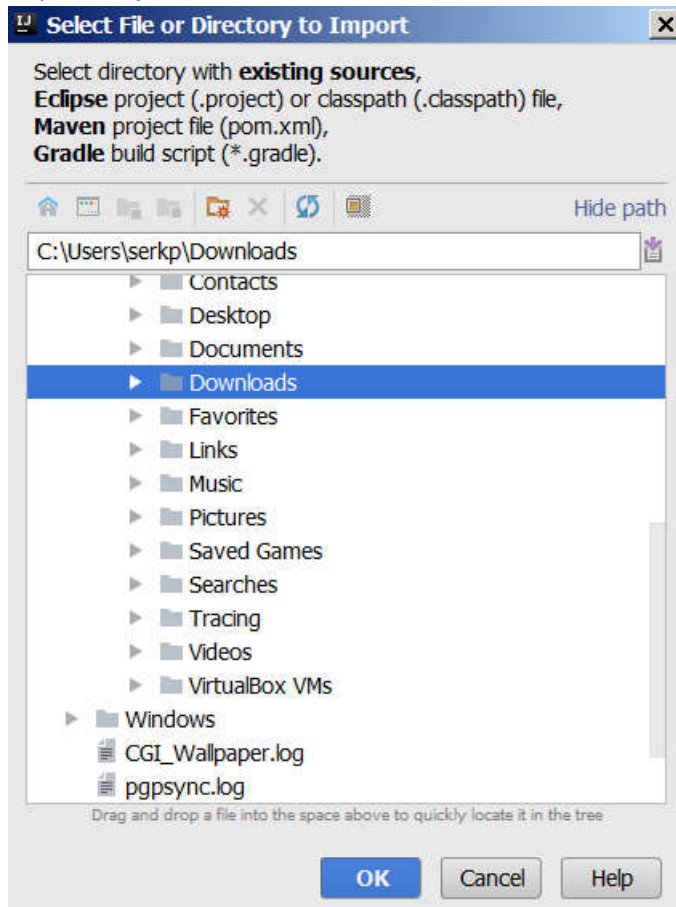 Select File or Directory to Import
Select directory with existing sources,
Eclipse project (.project) or classpath (.classpath) file,
Maven project file (pom.xml),
Gradle build script (*.gradle).
Hide path
C:\Users\serkp\Downloads
Contacts
Desktop
Documents
Downloads
Favorites
Links
Music
Pictures
Saved Games
Searches
Tracing
Videos
VirtualBox VMs
Windows
CGI_Wallpaper.log
pgpsync.log
Drag and drop a file into the space above to quickly locate it in the tree
OK Cancel Help